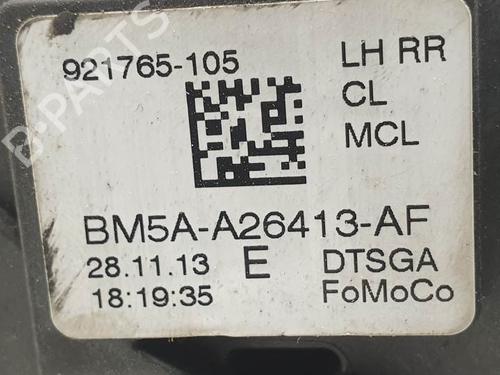 B-PARTS
921765-105
LH RR
CL
MCL
BM5A-A26413-AF
28.11.13 E DTSGA
18:19:35 FoMoCo